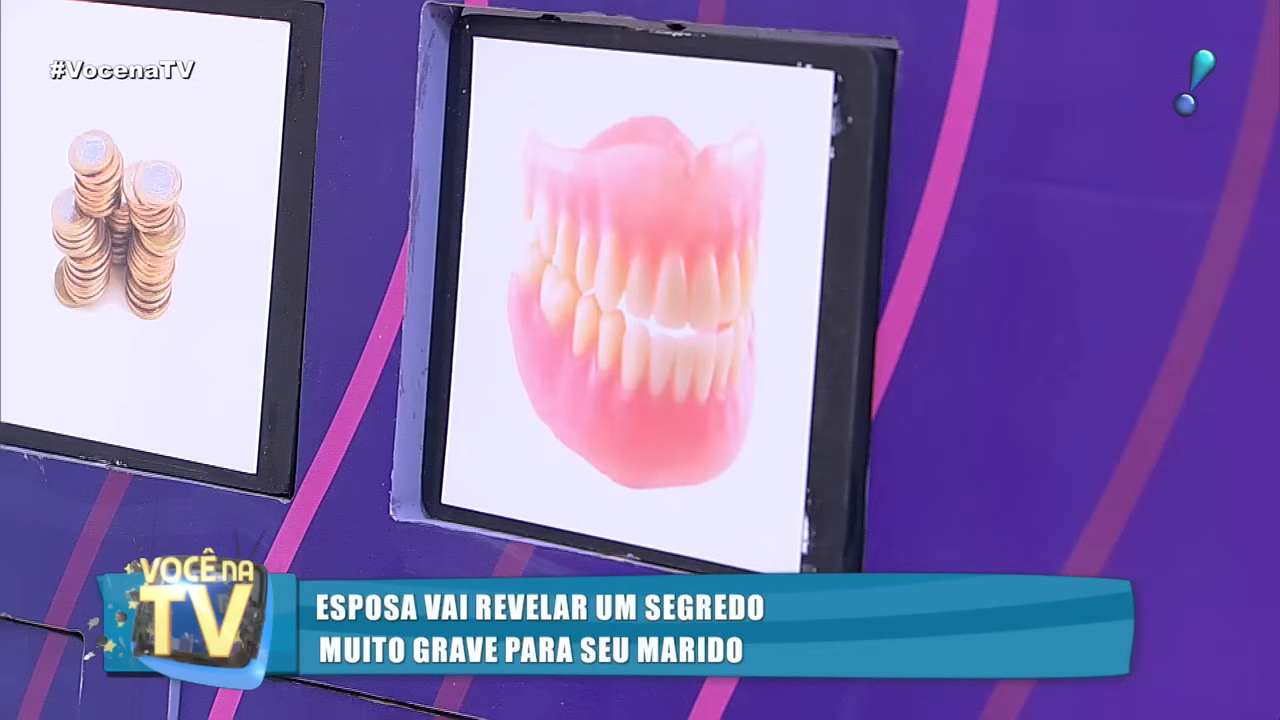 #VocenaTV
VOCÊ NA
TV
ESPOSA VAI REVELAR UM SEGREDO
MUITO GRAVE PARA SEU MARIDO